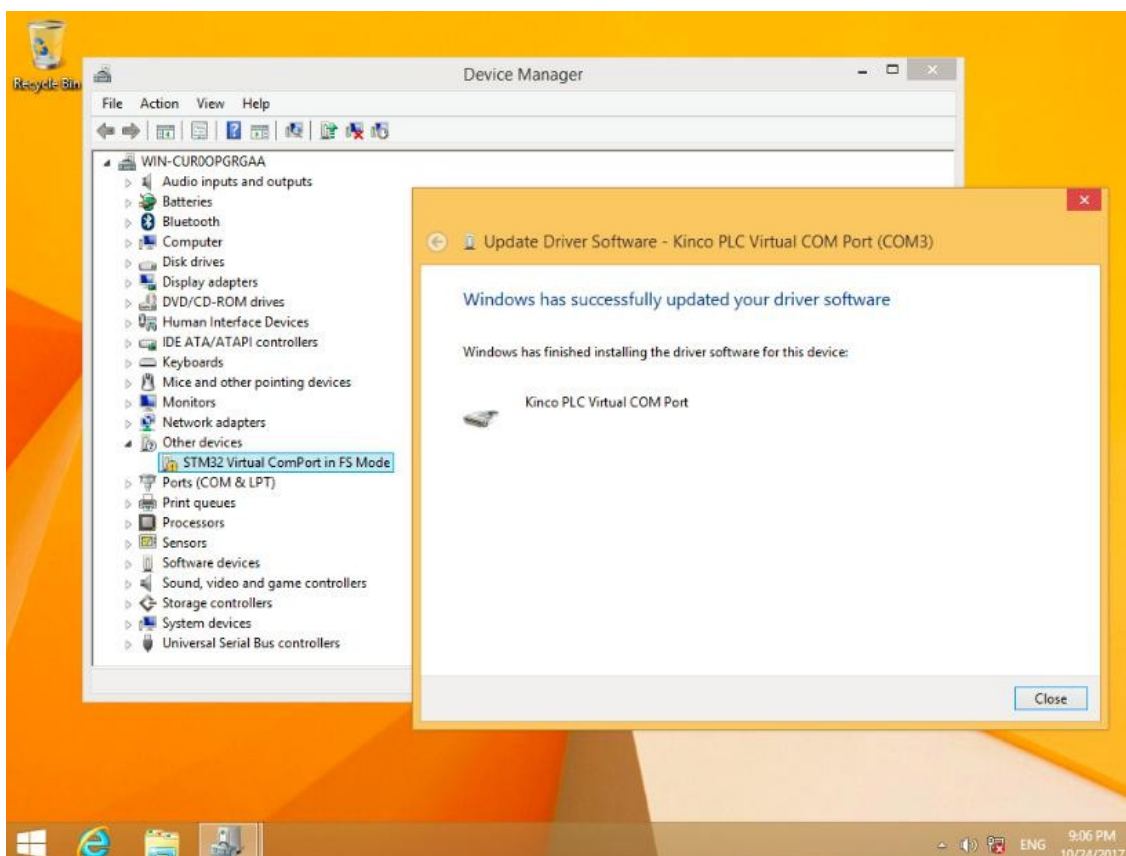 Recycle Bin
Device Manager
File Action View Help
WIN-CUR0OPGRGAA
Audio inputs and outputs
Batteries
Bluetooth
Computer
Disk drives
Display adapters
DVD/CD-ROM drives
Human Interface Devices
IDE ATA/ATAPI controllers
Keyboards
Mice and other pointing devices
Monitors
Network adapters
Other devices
STM32 Virtual ComPort in FS Mode
Ports (COM & LPT)
Print queues
Processors
Sensors
Software devices
Sound, video and game controllers
Storage controllers
System devices
Universal Serial Bus controllers
Update Driver Software - Kinco PLC Virtual COM Port (COM3)
Windows has successfully updated your driver software
Windows has finished installing the driver software for this device:
Kinco PLC Virtual COM Port
Close
ENG
9:06 PM
10/24/2017